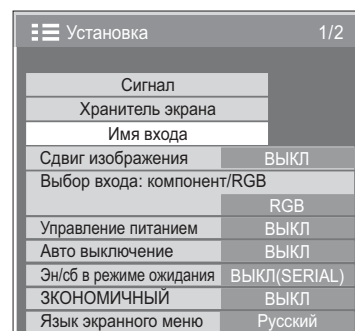 Установка 1/2
Сигнал
Хранитель экрана
Имя входа
Сдвиг изображения ВЫКЛ
Выбор входа: компонент/RGB
RGB
Управление питанием ВЫКЛ
Авто выключение ВЫКЛ
Эн/сб в режиме ожидания ВЫКЛ(SERIAL)
ЗКОНОМИЧНЫЙ ВЫКЛ
Язык экранного меню Русский